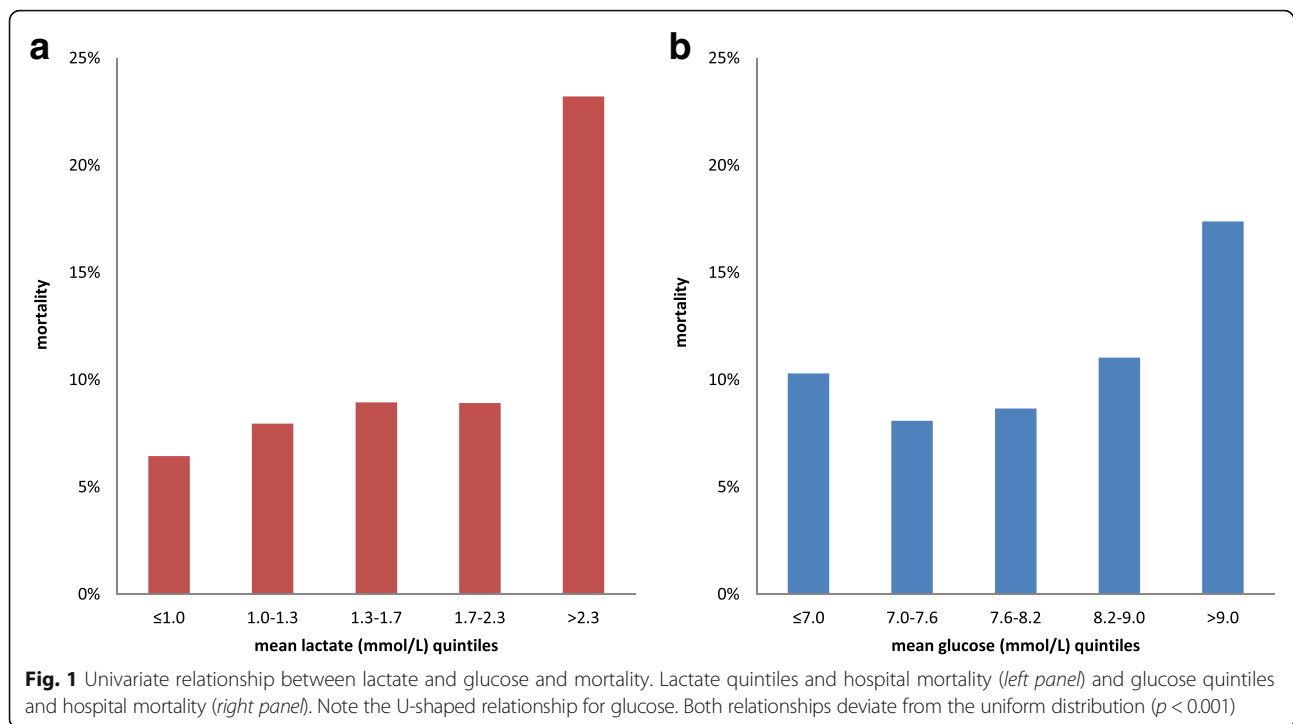 a
25%
20%
15%
10%
5%
0%
mortality
≤1.0 1.0-1.3 1.3-1.7 1.7-2.3 >2.3
mean lactate (mmol/L) quintiles
b
25%
20%
15%
10%
5%
0%
mortality
≤7.0 7.0-7.6 7.6-8.2 8.2-9.0 >9.0
mean glucose (mmol/L) quintiles
Fig. 1 Univariate relationship between lactate and glucose and mortality. Lactate quintiles and hospital mortality (left panel) and glucose quintiles
and hospital mortality (right panel). Note the U-shaped relationship for glucose. Both relationships deviate from the uniform distribution (p < 0.001)